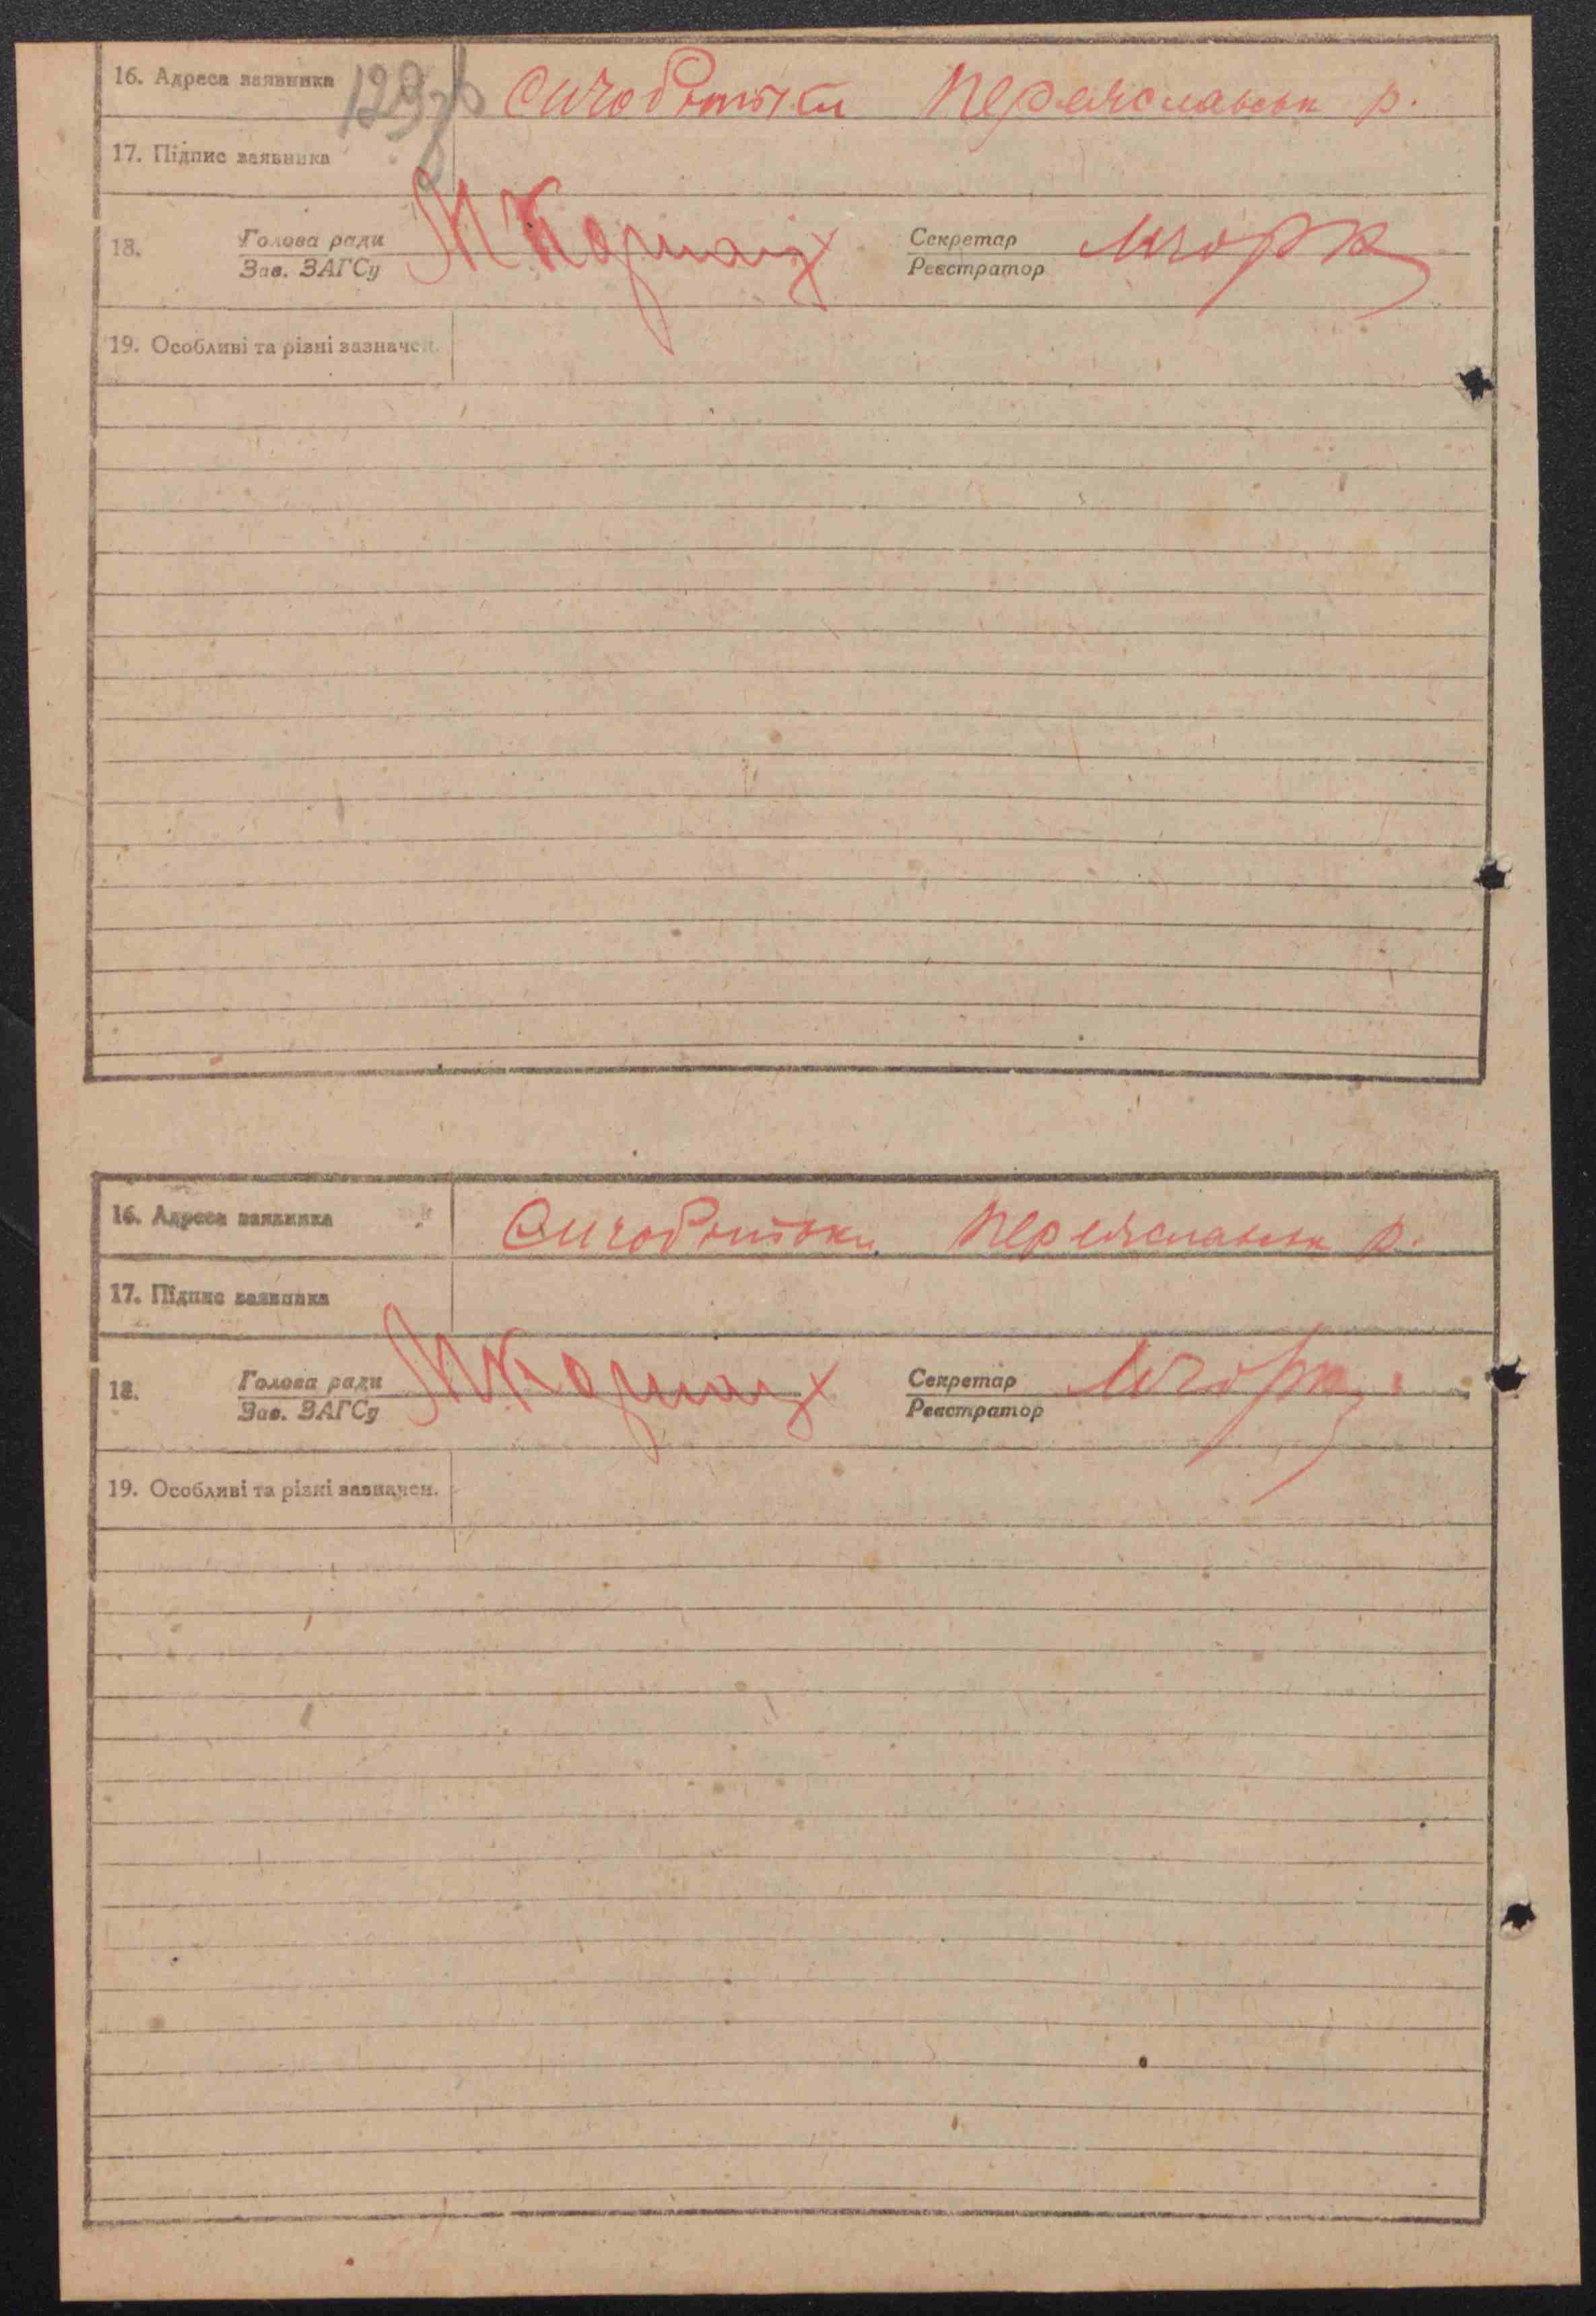 16. Адреса заявника Оигоботьки Переяславськ р.
17. Підпис заявника
18. Голова ради Секретар
Зав. ЗАГСу Реєстратор
19. Особливі та різні зазначен.
16. Адреса заявника Переяславськ р.
17. Підпис заявника
18. Голова ради Секретар
Зав. ЗАГСу Реєстратор
19. Особливі та різні зазначен.